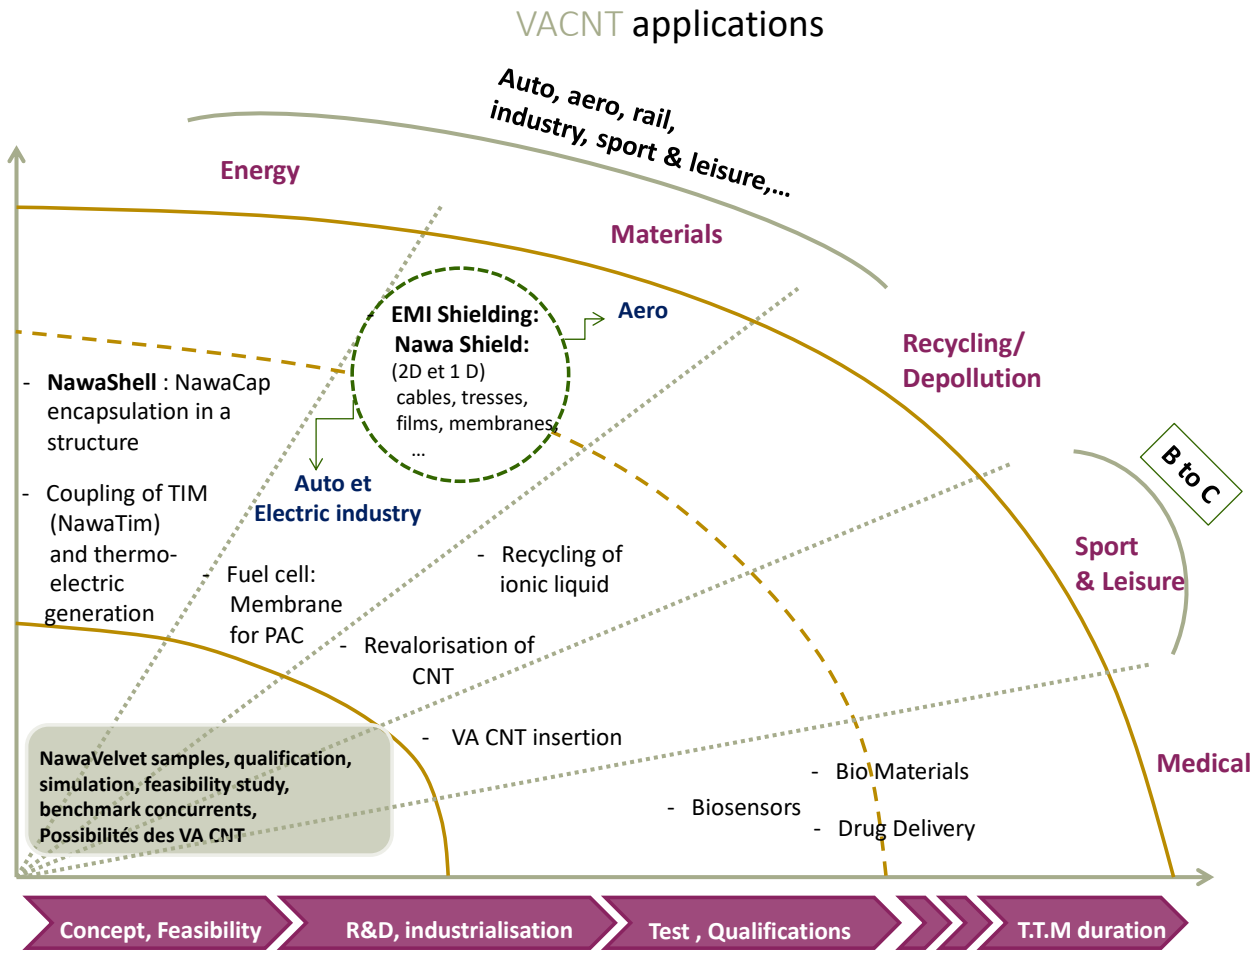 VACNT applications
Auto, aero, rail,
industry, sport & leisure,...
Energy
Materials
Recycling/
Depollution
Sport
& Leisure
Medical
B to C
- EMI Shielding:
Nawa Shield:
(2D et 1 D)
cables, tresses,
films, membranes,
...
Aero
Auto et
Electric industry
- NawaShell : NawaCap
encapsulation in a
structure
- Coupling of TIM
(NawaTim)
and thermo-
electric
generation
- Fuel cell:
Membrane
for PAC
- Recycling of
ionic liquid
- Revalorisation of
CNT
- VA CNT insertion
- Bio Materials
- Biosensors
- Drug Delivery
NawaVelvet samples, qualification,
simulation, feasibility study,
benchmark concurrents,
Possibilités des VA CNT
Concept, Feasibility
R&D, industrialisation
Test , Qualifications
T.T.M duration